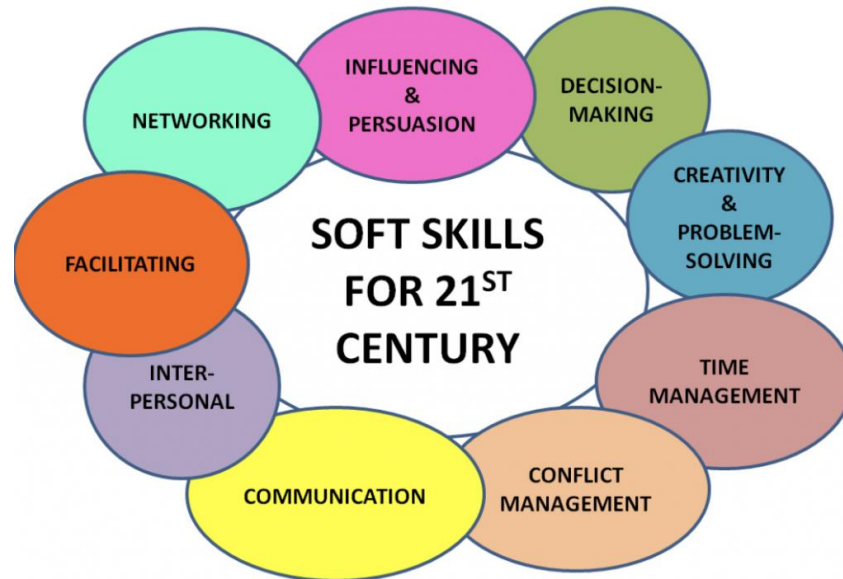 SOFT SKILLS
FOR 21ST
CENTURY
INFLUENCING
&
PERSUASION
DECISION-
MAKING
CREATIVITY
&
PROBLEM-
SOLVING
TIME
MANAGEMENT
CONFLICT
MANAGEMENT
COMMUNICATION
INTER-
PERSONAL
FACILITATING
NETWORKING